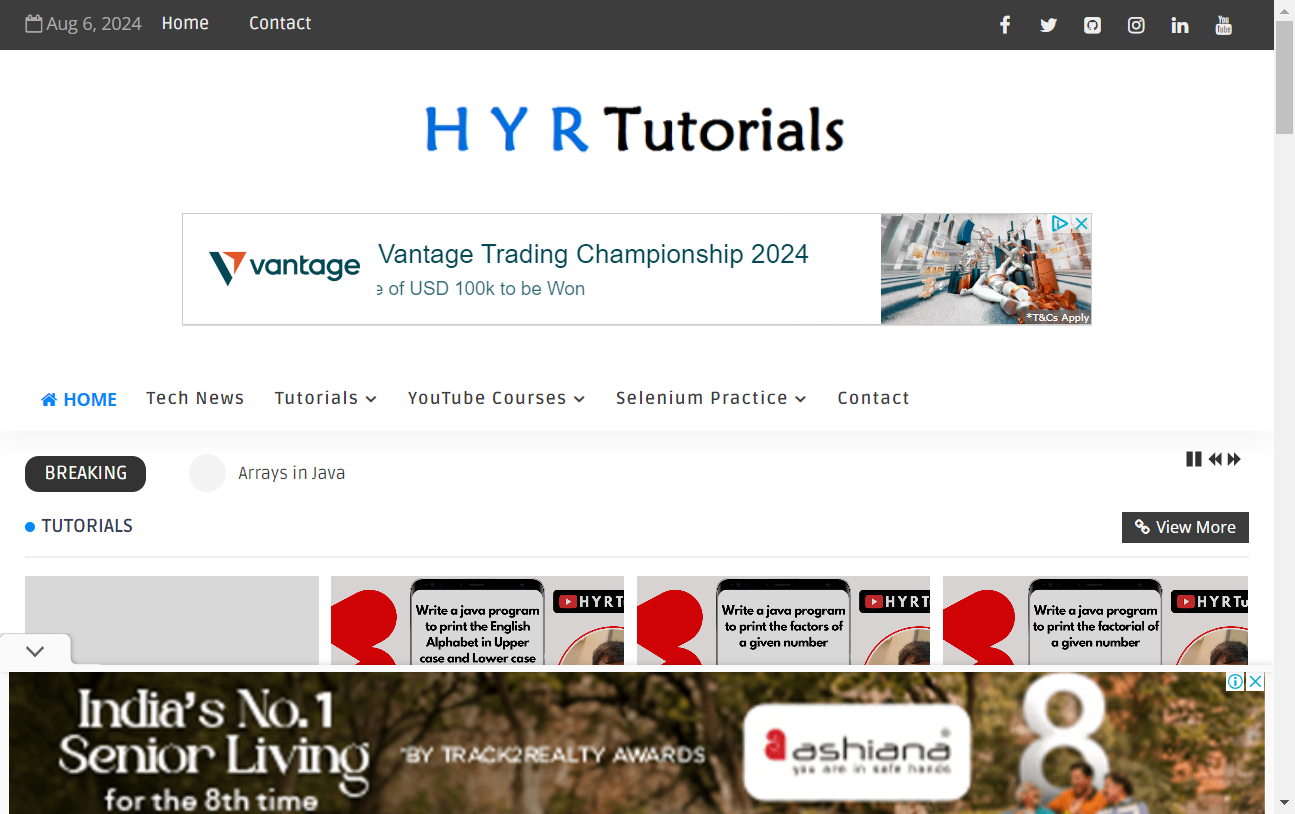 Aug 6, 2024 Home Contact
You Tube
H Y R Tutorials
vantage
Vantage Trading Championship 2024
of USD 100k to be Won
*T&Cs Apply
HOME Tech News Tutorials YouTube Courses Selenium Practice Contact
BREAKING Arrays in Java
TUTORIALS View More
Write a java program
to print the English
Alphabet in Upper
case and Lower case
HYRT
Write a java program
to print the factors of
a given number
HYRT
Write a java program
to print the factorial of
a given number
HYRTu
India's No.1
Senior Living
for the 8th time
*BY TRACK2REALTY AWARDS
ashiana
you are in safe hands
8